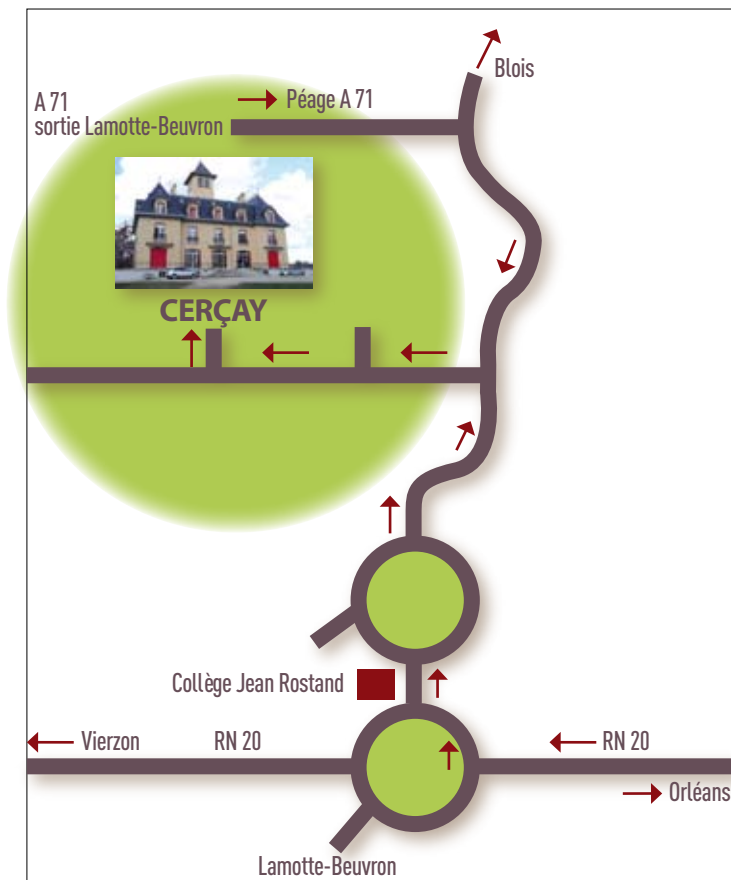 Blois
A 71
sortie Lamotte-Beuvron
Péage A 71
CERÇAY
Collège Jean Rostand
Vierzon
RN 20
RN 20
Orléans
Lamotte-Beuvron